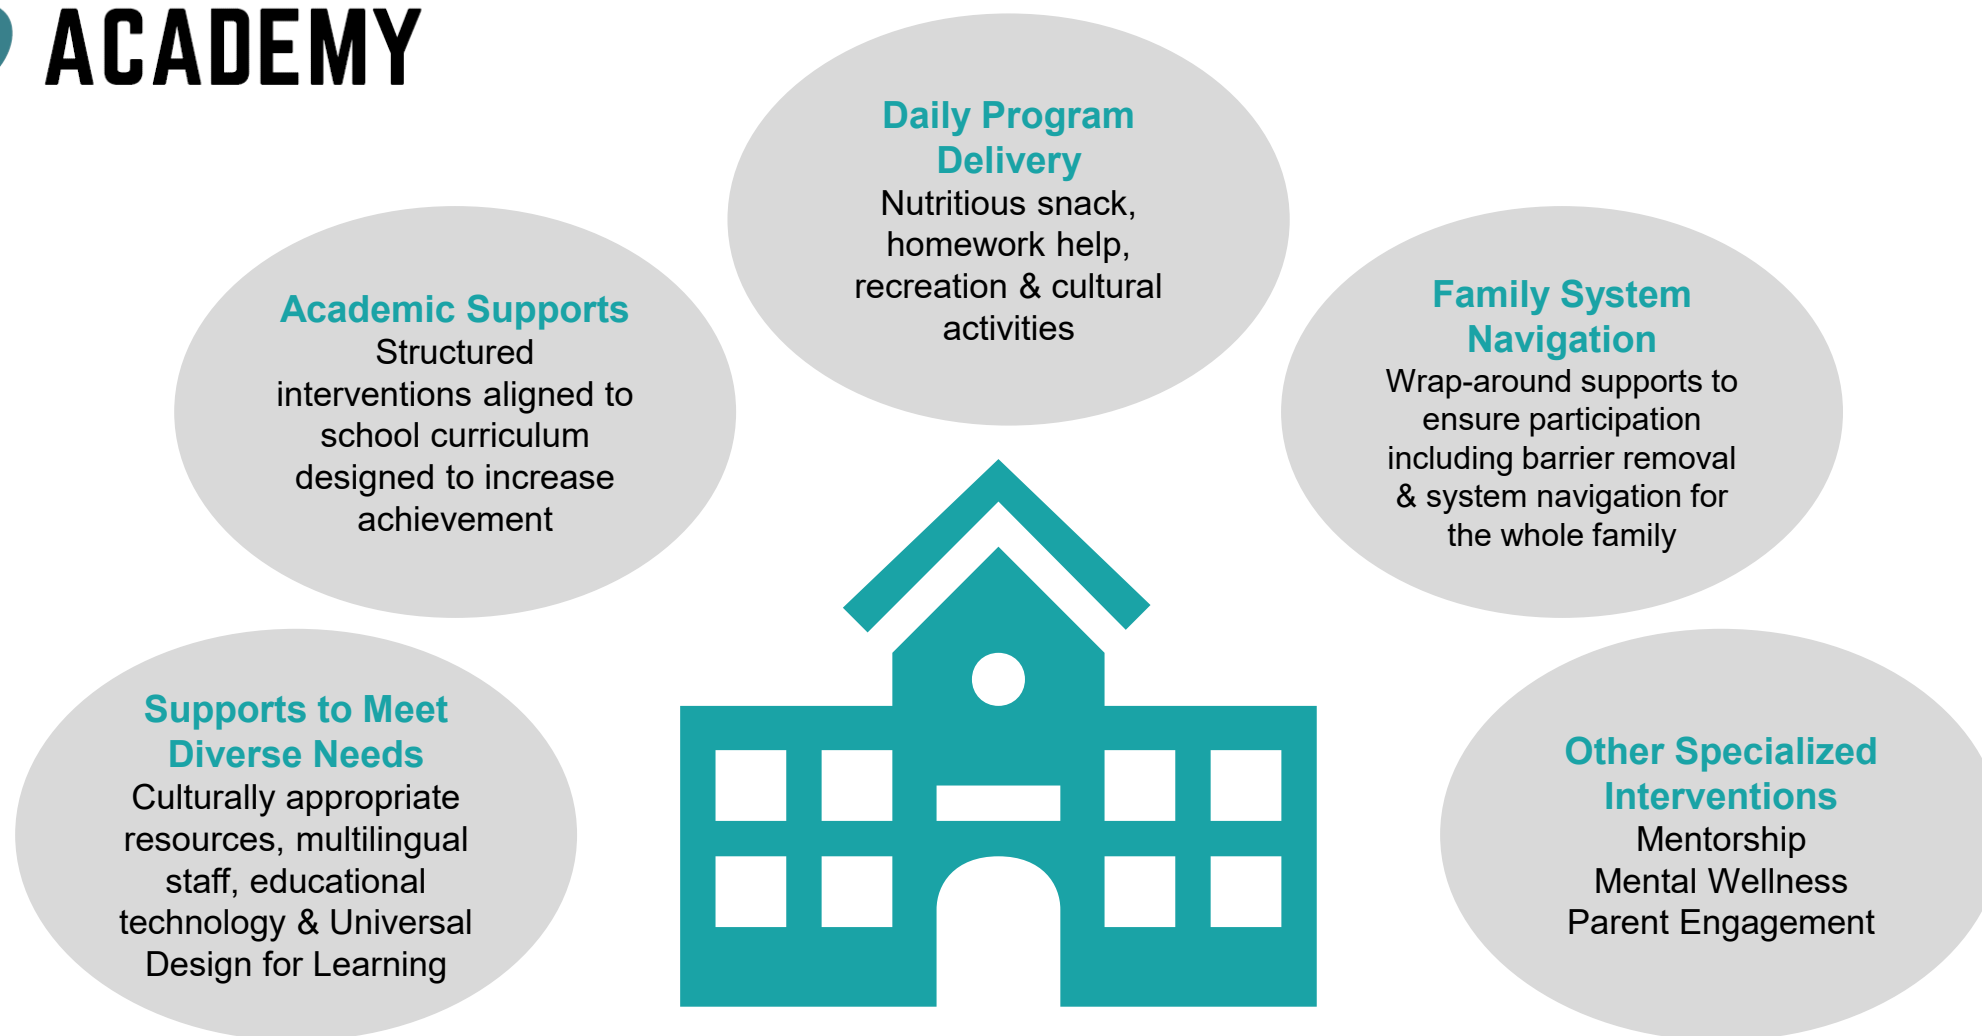 ACADEMY
Daily Program
Delivery
Nutritious snack,
homework help,
recreation & cultural
activities
Academic Supports
Structured
interventions aligned to
school curriculum
designed to increase
achievement
Family System
Navigation
Wrap-around supports to
ensure participation
including barrier removal
& system navigation for
the whole family
Supports to Meet
Diverse Needs
Culturally appropriate
resources, multilingual
staff, educational
technology & Universal
Design for Learning
Other Specialized
Interventions
Mentorship
Mental Wellness
Parent Engagement